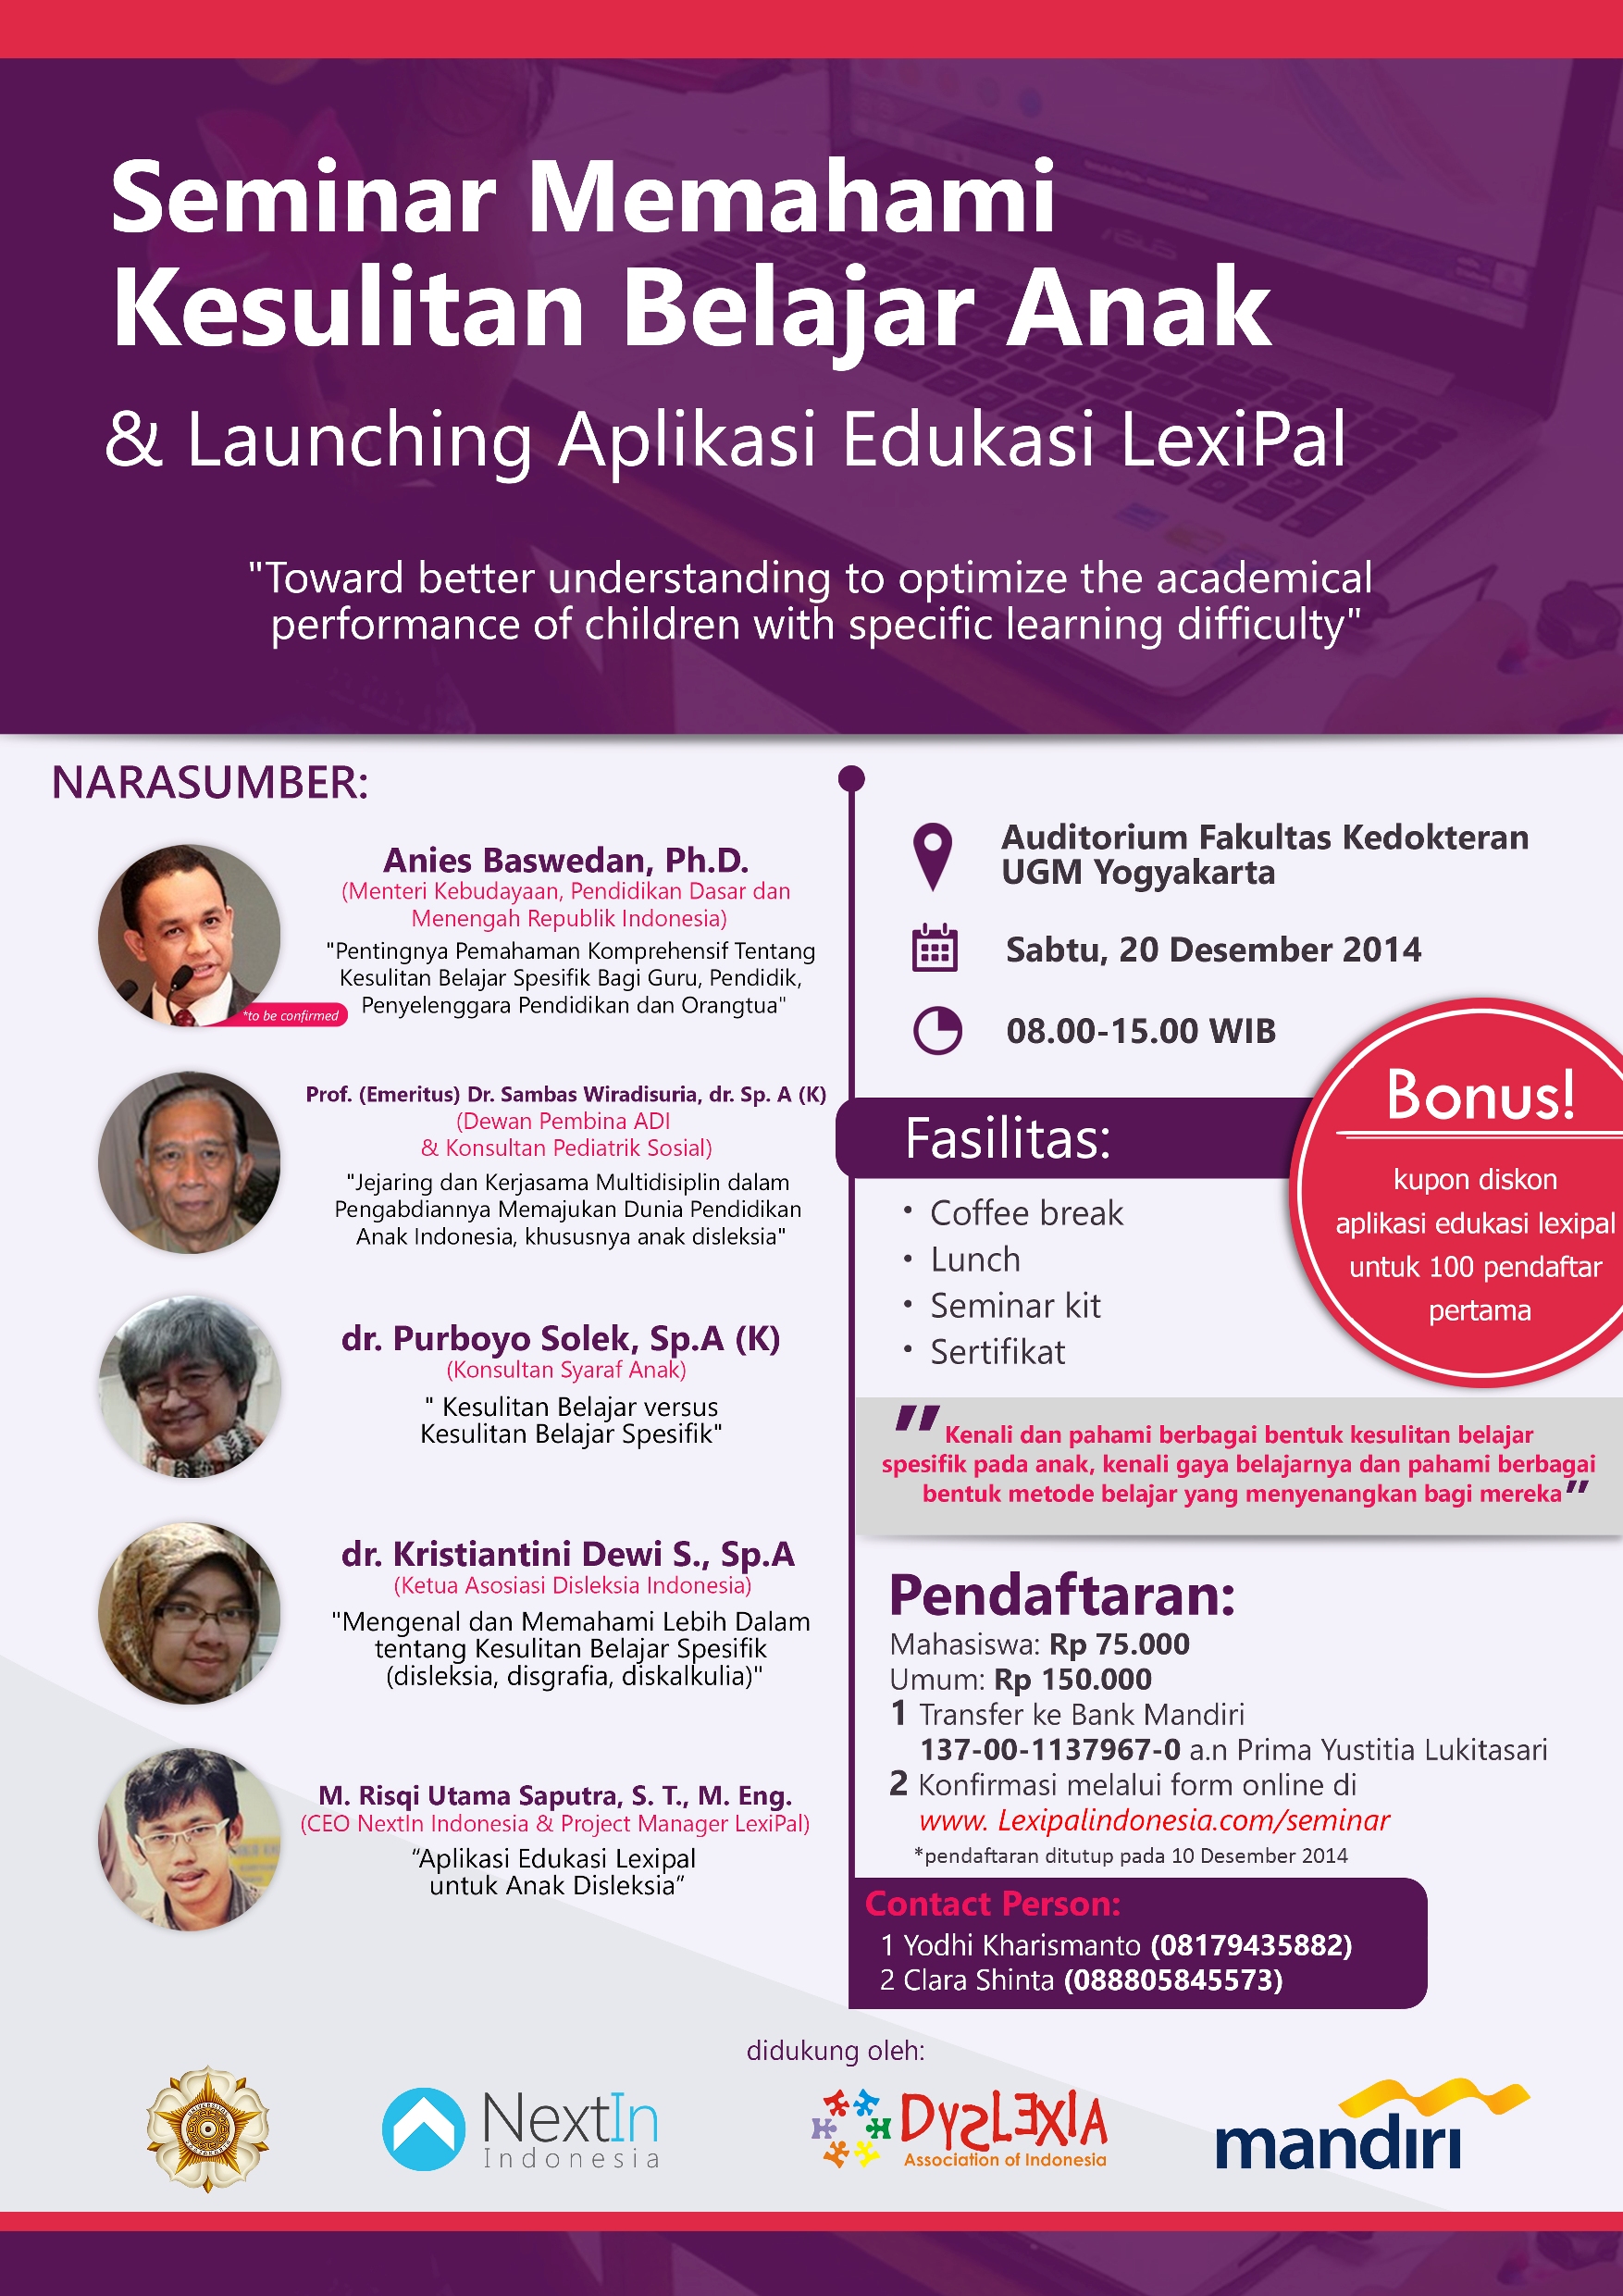 Seminar Memahami
Kesulitan Belajar Anak
& Launching Aplikasi Edukasi LexiPal
"Toward better understanding to optimize the academical
performance of children with specific learning difficulty"
NARASUMBER:
Anies Baswedan, Ph.D.
(Menteri Kebudayaan, Pendidikan Dasar dan
Menengah Republik Indonesia)
"Pentingnya Pemahaman Komprehensif Tentang
Kesulitan Belajar Spesifik Bagi Guru, Pendidik,
Penyelenggara Pendidikan dan Orangtua"
*to be confirmed
Prof. (Emeritus) Dr. Sambas Wiradisuria, dr. Sp. A (K)
(Dewan Pembina ADI
& Konsultan Pediatrik Sosial)
"Jejaring dan Kerjasama Multidisiplin dalam
Pengabdiannya Memajukan Dunia Pendidikan
Anak Indonesia, khususnya anak disleksia"
dr. Purboyo Solek, Sp.A (K)
(Konsultan Syaraf Anak)
" Kesulitan Belajar versus
Kesulitan Belajar Spesifik"
dr. Kristiantini Dewi S., Sp.A
(Ketua Asosiasi Disleksia Indonesia)
"Mengenal dan Memahami Lebih Dalam
tentang Kesulitan Belajar Spesifik
(disleksia, disgrafia, diskalkulia)"
M. Risqi Utama Saputra, S. T., M. Eng.
(CEO NextIn Indonesia & Project Manager LexiPal)
“Aplikasi Edukasi Lexipal
untuk Anak Disleksia”
Auditorium Fakultas Kedokteran
UGM Yogyakarta
Sabtu, 20 Desember 2014
08.00-15.00 WIB
Bonus!
kupon diskon
aplikasi edukasi lexipal
untuk 100 pendaftar
pertama
Fasilitas:
• Coffee break
• Lunch
• Seminar kit
• Sertifikat
" Kenali dan pahami berbagai bentuk kesulitan belajar
spesifik pada anak, kenali gaya belajarnya dan pahami berbagai
bentuk metode belajar yang menyenangkan bagi mereka "
Pendaftaran:
Mahasiswa: Rp 75.000
Umum: Rp 150.000
1 Transfer ke Bank Mandiri
137-00-1137967-0 a.n Prima Yustitia Lukitasari
2 Konfirmasi melalui form online di
www. Lexipalindonesia.com/seminar
*pendaftaran ditutup pada 10 Desember 2014
Contact Person:
1 Yodhi Kharismanto (08179435882)
2 Clara Shinta (088805845573)
didukung oleh:
NextIn
Indonesia
DYSLEXIA
Association of Indonesia
mandiri